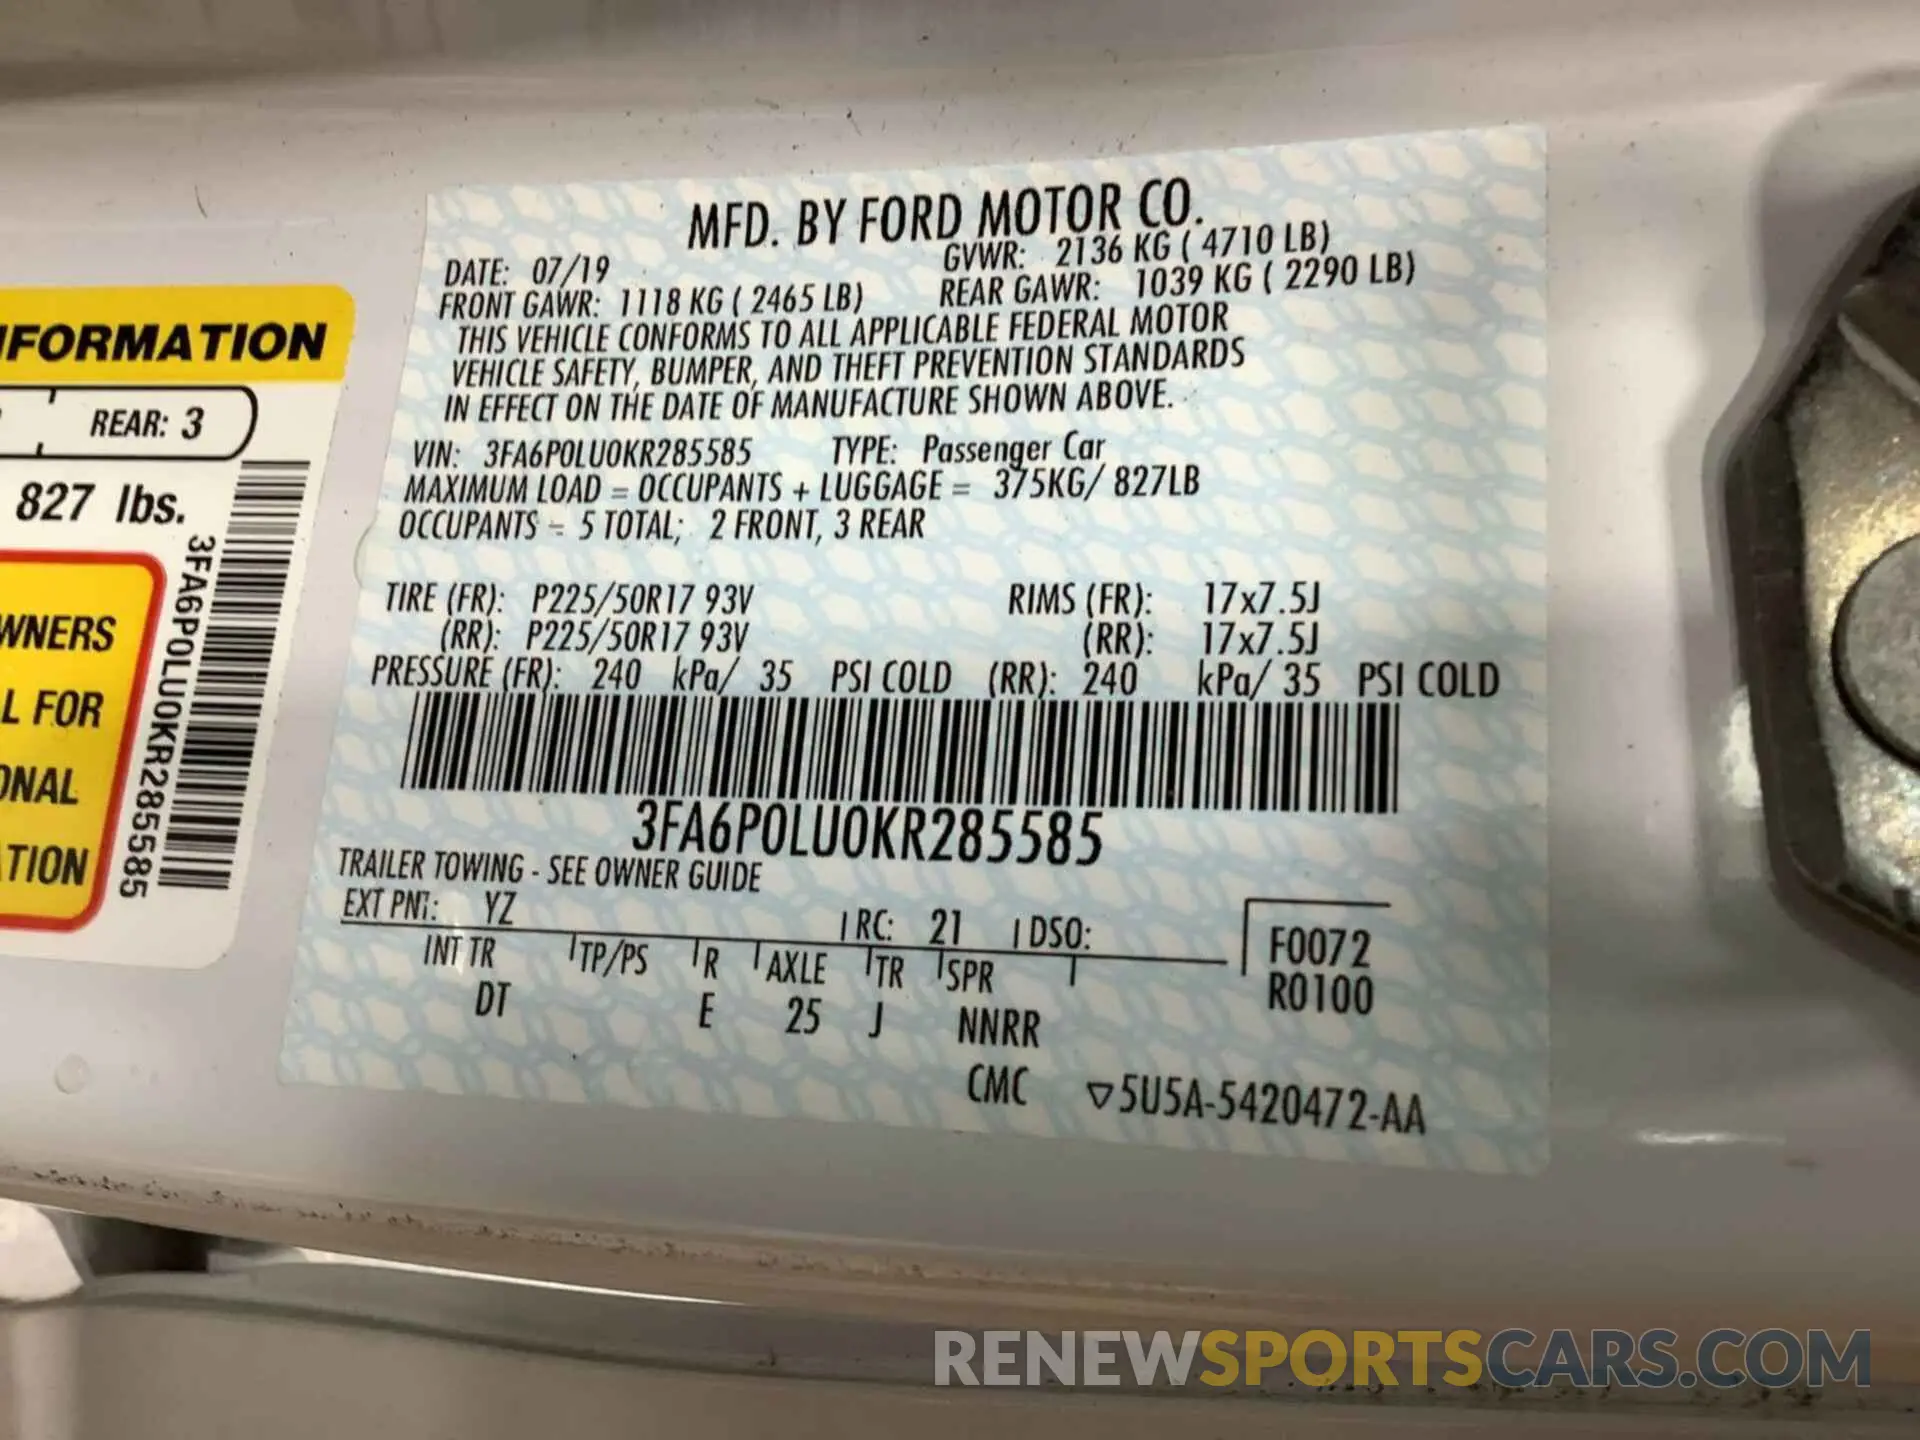 NFORMATION
REAR: 3
827 lbs.
3FA6P0LU0KR285585
WNERS
L FOR
ONAL
ATION
MFD. BY FORD MOTOR CO.
DATE: 07/19 GVWR: 2136 KG ( 4710 LB)
FRONT GAWR: 1118 KG ( 2465 LB) REAR GAWR: 1039 KG ( 2290 LB)
THIS VEHICLE CONFORMS TO ALL APPLICABLE FEDERAL MOTOR
VEHICLE SAFETY, BUMPER, AND THEFT PREVENTION STANDARDS
IN EFFECT ON THE DATE OF MANUFACTURE SHOWN ABOVE.
VIN: 3FA6P0LU0KR285585 TYPE: Passenger Car
MAXIMUM LOAD = OCCUPANTS + LUGGAGE = 375KG/ 827LB
OCCUPANTS = 5 TOTAL; 2 FRONT, 3 REAR
TIRE (FR): P225/50R17 93V RIMS (FR): 17x7.5J
(RR): P225/50R17 93V (RR): 17x7.5J
PRESSURE (FR): 240 kPa/ 35 PSI COLD (RR): 240 kPa/ 35 PSI COLD
3FA6P0LU0KR285585
TRAILER TOWING - SEE OWNER GUIDE
EXT PNT: YZ RC: 21 DSO:
INT TR TP/PS R AXLE TR SPR
DT E 25 J NNRR
F0072
R0100
CMC ▽5U5A-5420472-AA
RENEWSPORTSCARS.COM